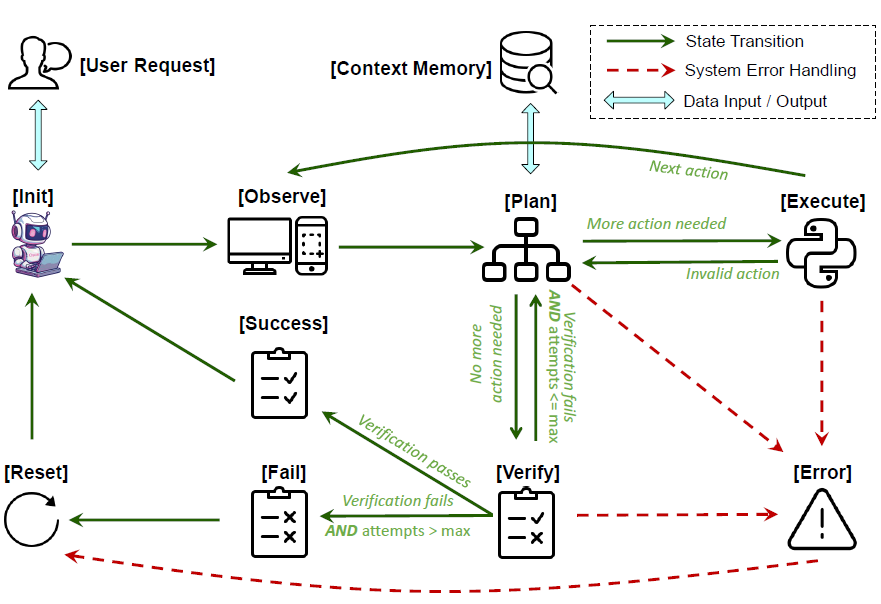 [User Request]
[Context Memory]
State Transition
System Error Handling
Data Input / Output
Next action
[Init]
[Observe]
[Plan]
[Execute]
More action needed
Invalid action
[Success]
No more
action needed
Verification fails
AND attempts <= max
Verification passes
[Reset]
[Fail]
[Verify]
[Error]
Verification fails
AND attempts > max